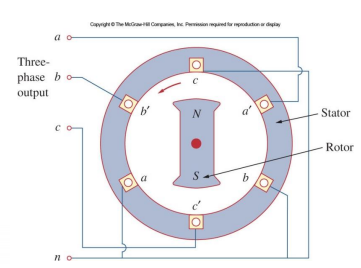 Copyright © The McGraw-Hill Companies, Inc. Permission required for reproduction or display
a
Three-
phase
output
b
c
n
c
b′
a′
N
S
a
b
c′
Stator
Rotor